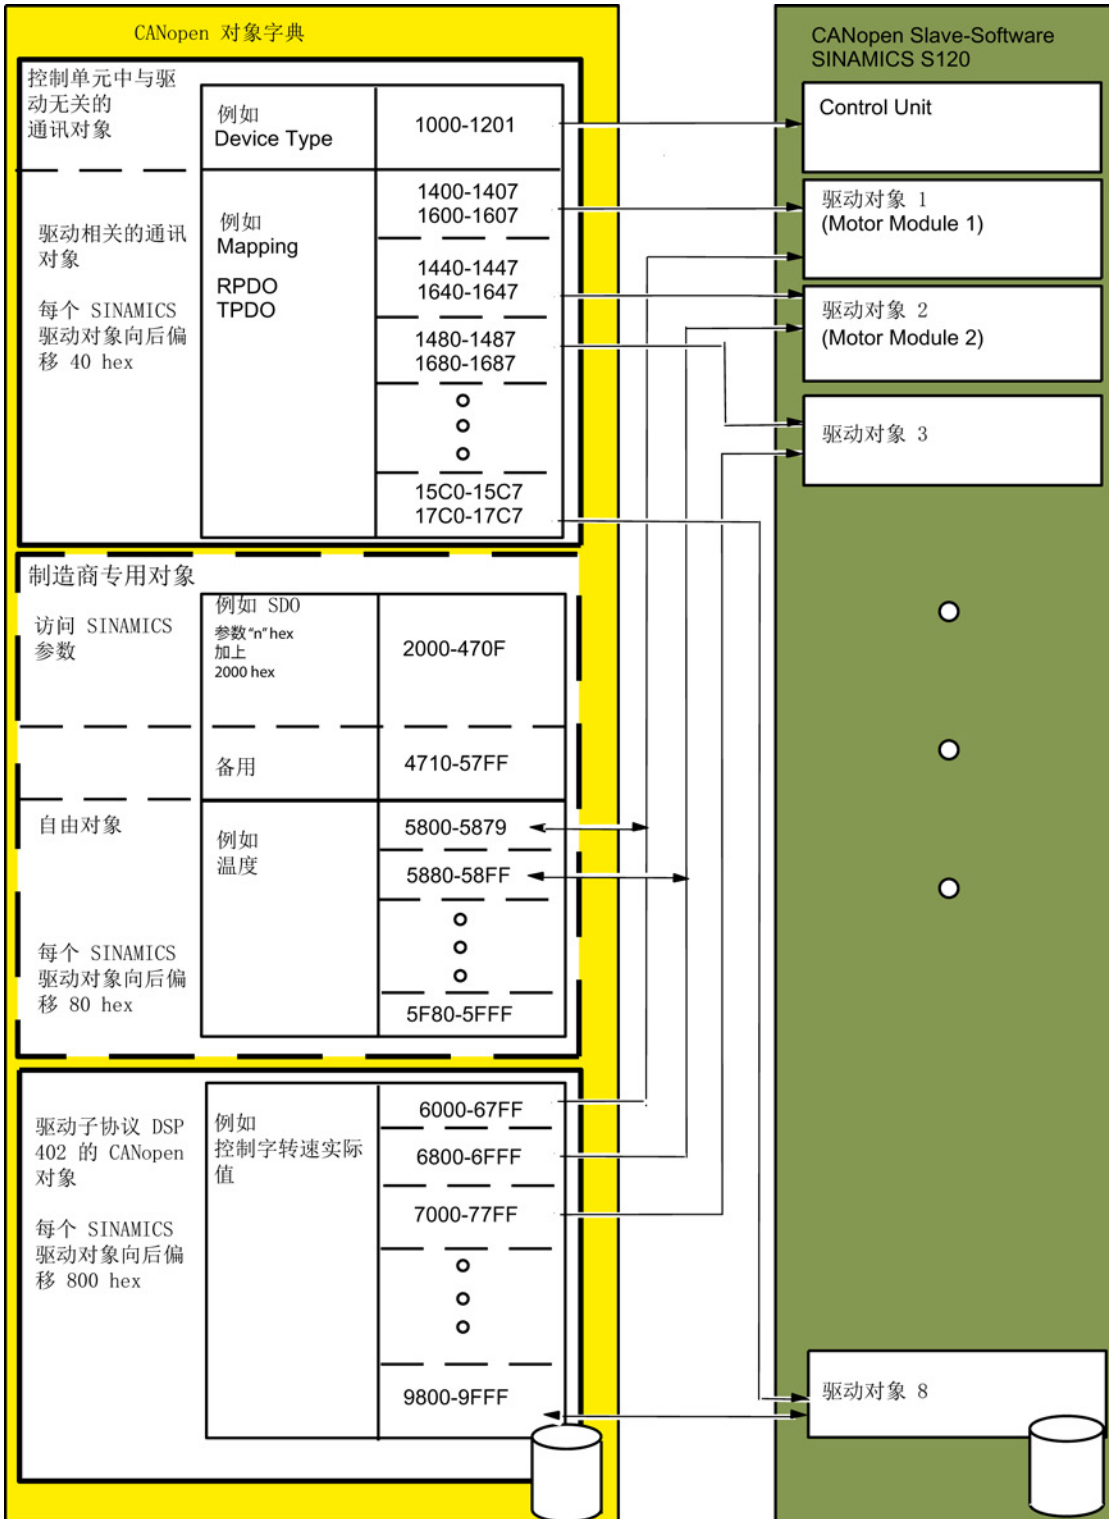 CANopen 对象字典
控制单元中与驱
动无关的
通讯对象
例如
Device Type
1000-1201
驱动相关的通讯
对象
每个 SINAMICS
驱动对象向后偏
移 40 hex
例如
Mapping
RPDO
TPDO
1400-1407
1600-1607
1440-1447
1640-1647
1480-1487
1680-1687
15C0-15C7
17C0-17C7
制造商专用对象
访问 SINAMICS
参数
例如 SDO
参数“n”hex
加上
2000 hex
2000-470F
备用
4710-57FF
自由对象
每个 SINAMICS
驱动对象向后偏
移 80 hex
例如
温度
5800-5879
5880-58FF
5F80-5FFF
驱动子协议 DSP
402 的 CANopen
对象
每个 SINAMICS
驱动对象向后偏
移 800 hex
例如
控制字转速实际
值
6000-67FF
6800-6FFF
7000-77FF
9800-9FFF
CANopen Slave-Software
SINAMICS S120
Control Unit
驱动对象 1
(Motor Module 1)
驱动对象 2
(Motor Module 2)
驱动对象 3
驱动对象 8